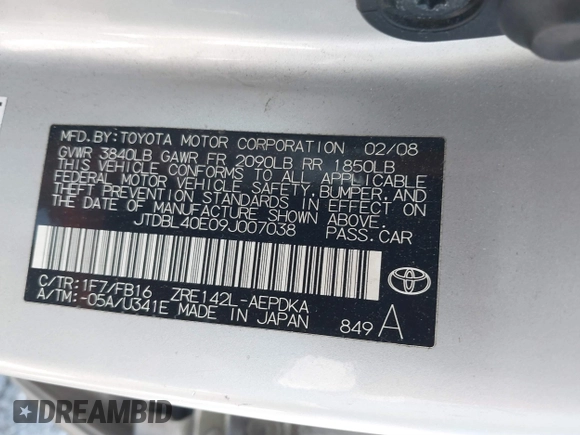 MFD.BY:TOYOTA MOTOR CORPORATION 02/08
GVWR 3840LB GAWR FR 2090LB RR 1850LB
THIS VEHICLE CONFORMS TO ALL APPLICABLE
FEDERAL MOTOR VEHICLE SAFETY, BUMPER, AND
THEFT PREVENTION STANDARDS IN EFFECT ON
THE DATE OF MANUFACTURE SHOWN ABOVE.
JTDBL40E09J007038 PASS.CAR
C/TR:1F7/FB16 ZRE142L-AEPDKA
A/TM:-05A/U341E MADE IN JAPAN
849 A
DREAMBID